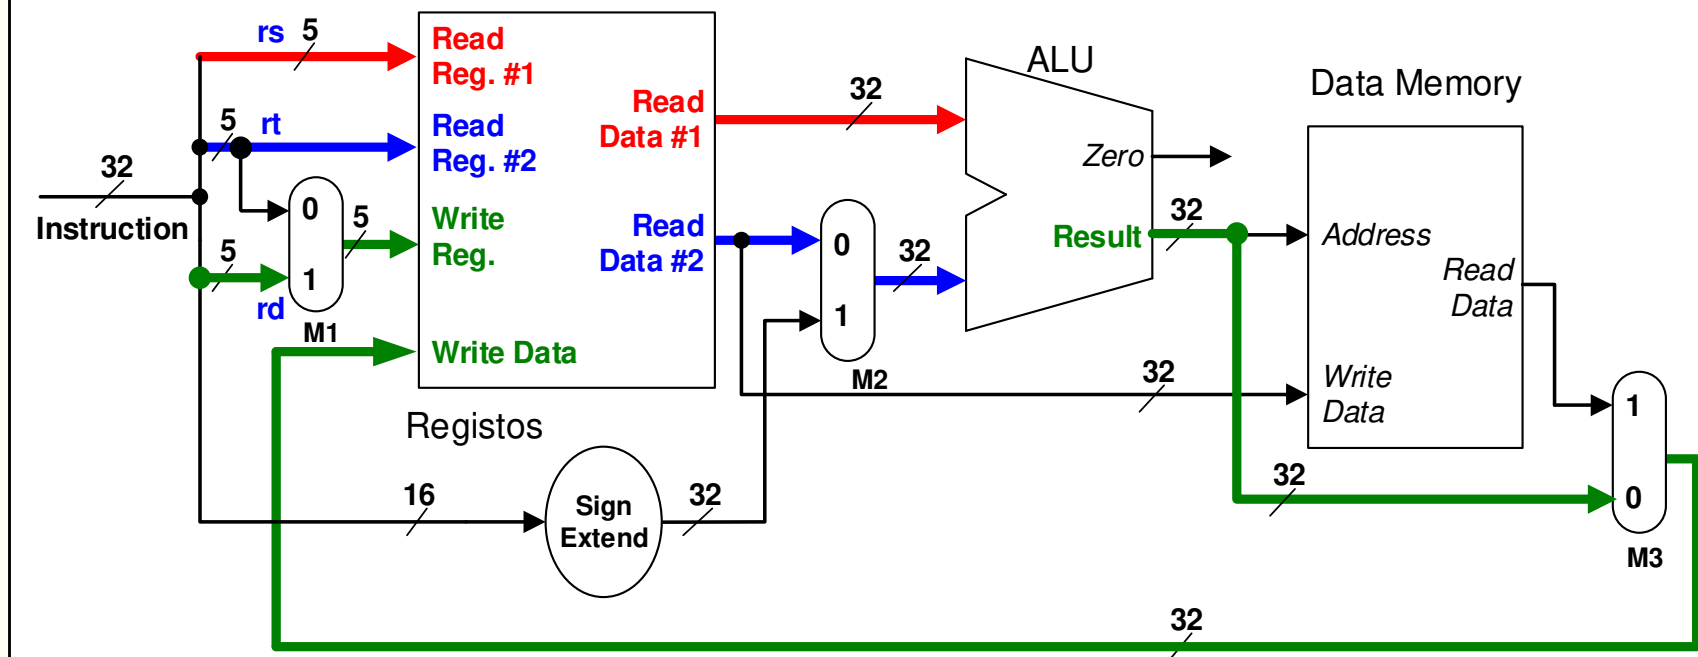 rs
5
Read
Reg. #1
5
rt
Read
Reg. #2
32
Instruction
0
5
Write
Reg.
5
1
rd
M1
Write Data
Read
Data #1
Read
Data #2
Registos
32
ALU
Zero
32
Result
0
32
1
M2
Data Memory
Address
Read
Data
32
Write
Data
1
32
0
M3
16
Sign
Extend
32
32